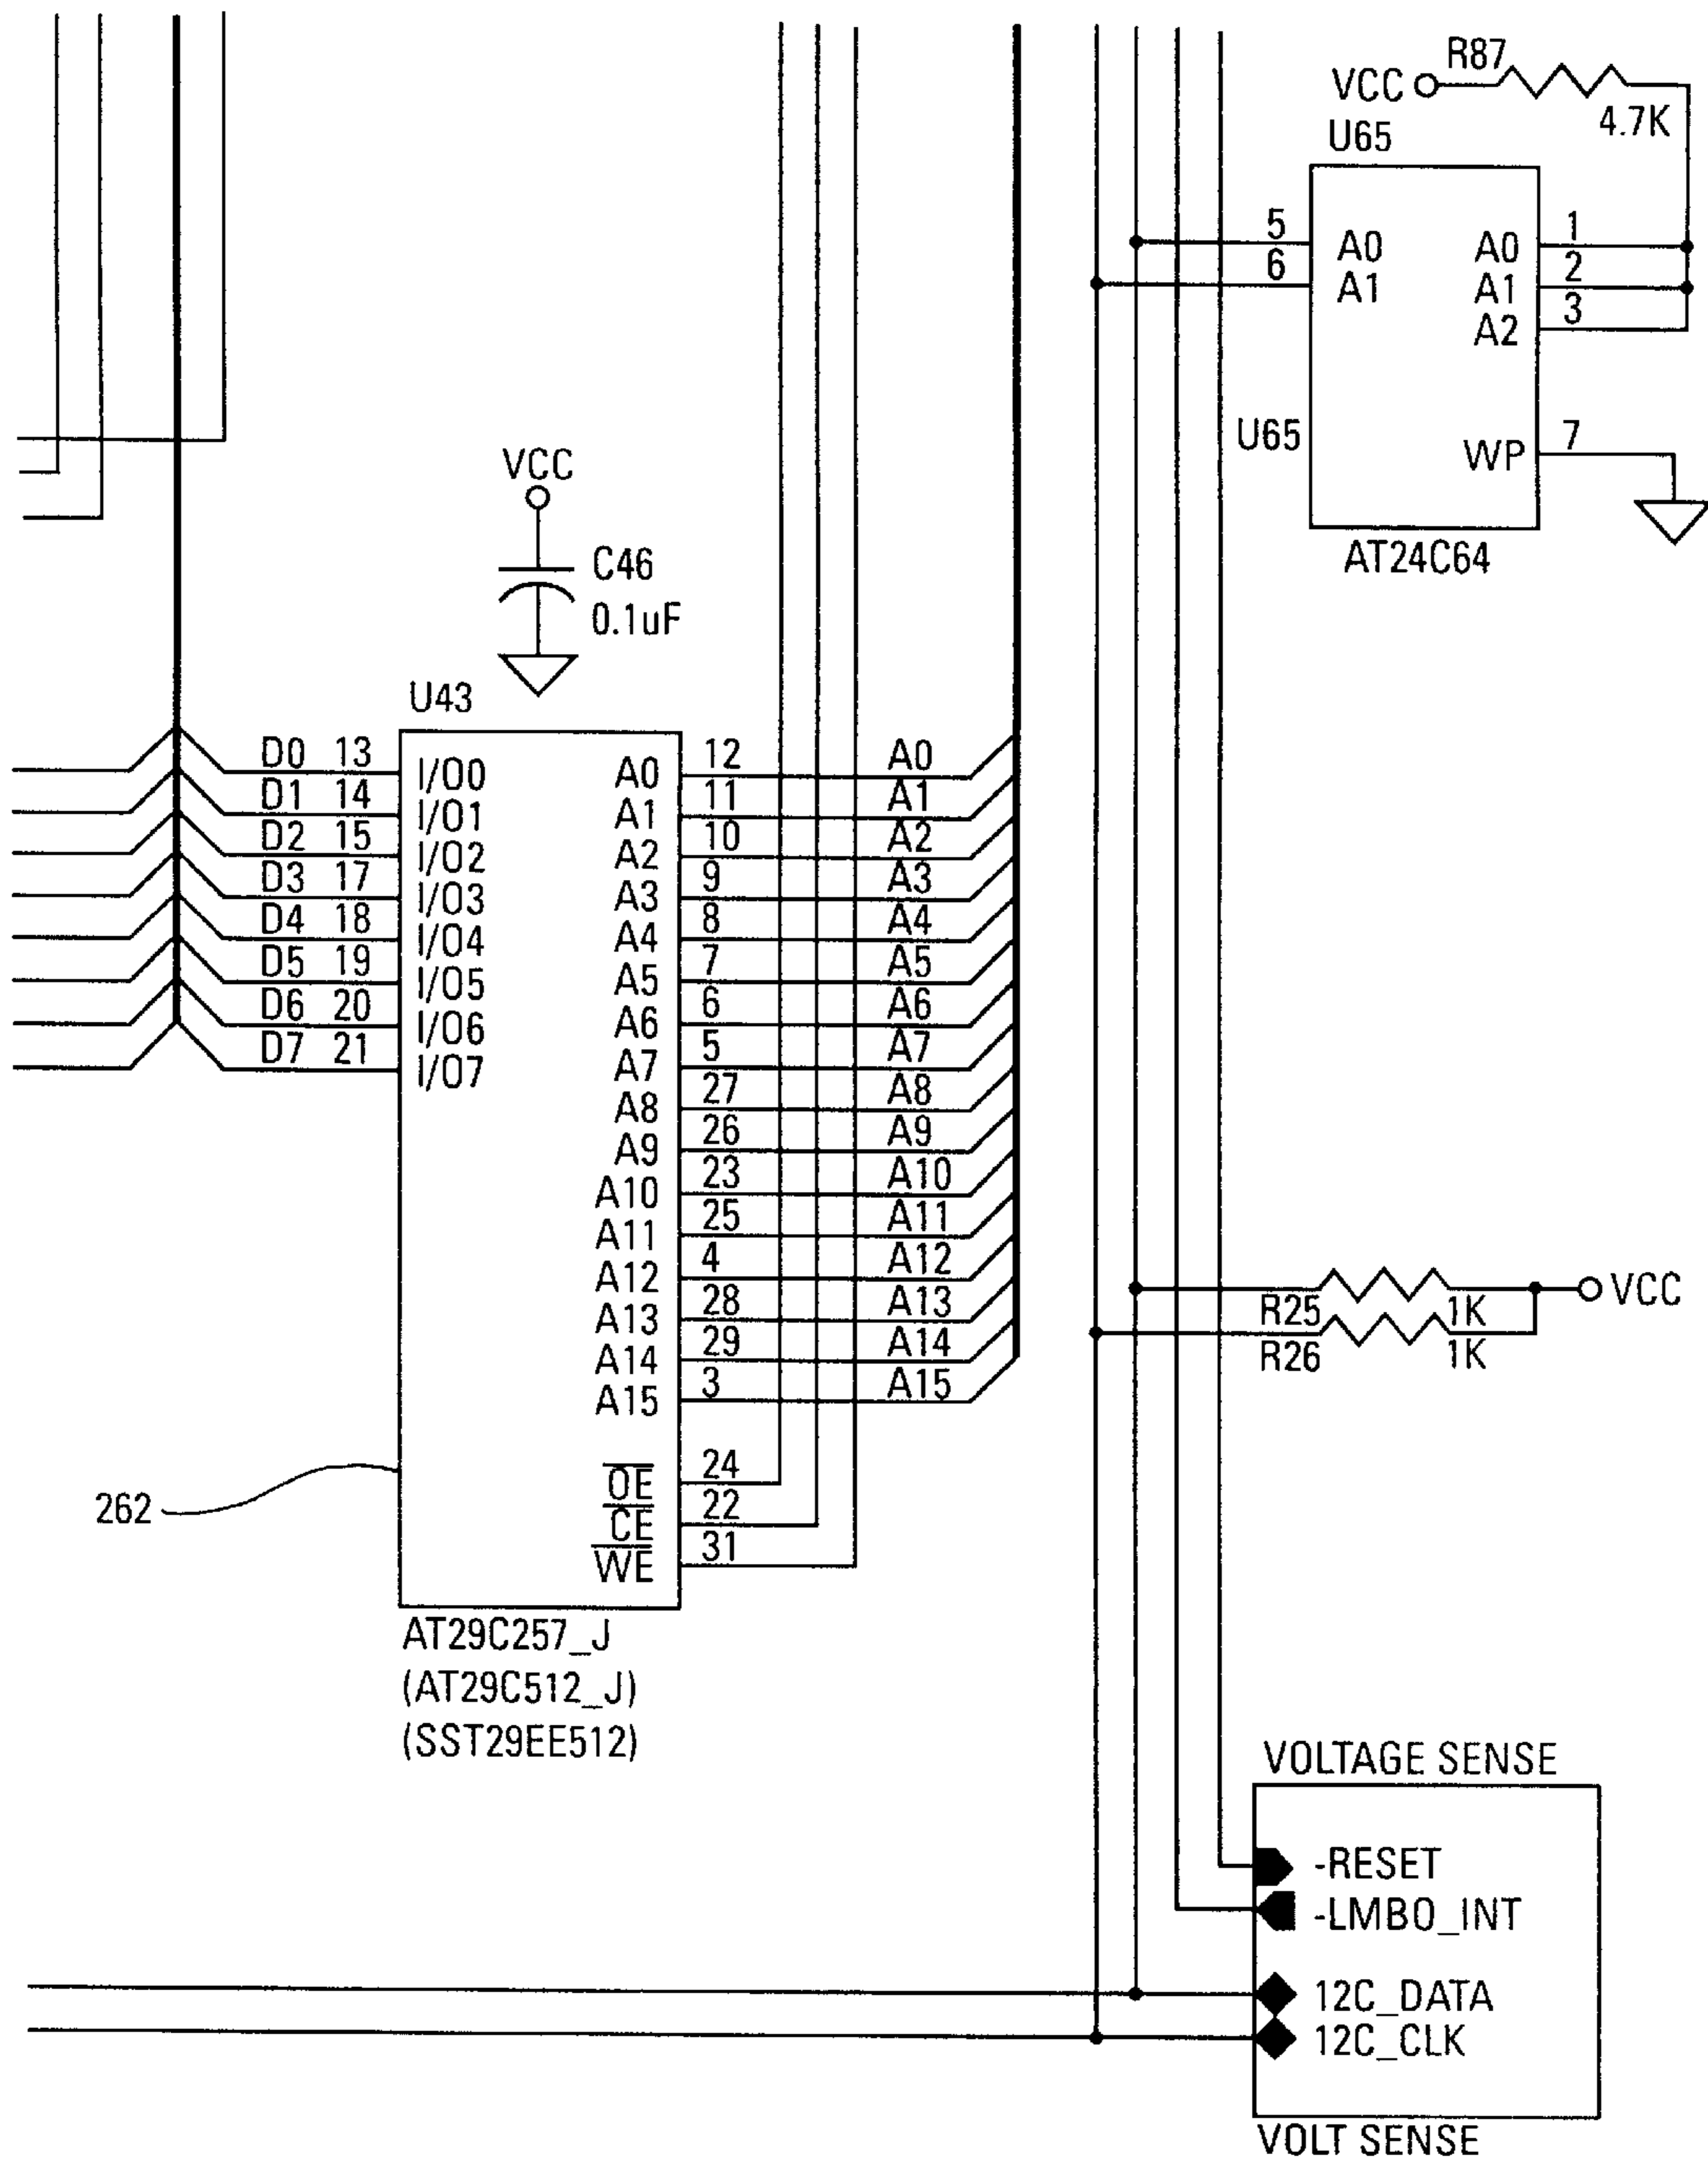 R87
VCC
4.7K
U65
5 A0 A0 1
6 A1 A1 2
A2 3
U65
WP 7
AT24C64
VCC
C46
0.1uF
U43
D0 13 I/O0 A0 12 A0
D1 14 I/O1 A1 11 A1
D2 15 I/O2 A2 10 A2
D3 17 I/O3 A3 9 A3
D4 18 I/O4 A4 8 A4
D5 19 I/O5 A5 7 A5
D6 20 I/O6 A6 6 A6
D7 21 I/O7 A7 5 A7
A8 27 A8
A9 26 A9
A10 23 A10
A11 25 A11
A12 4 A12
A13 28 A13
A14 29 A14
A15 3 A15
R25 1K VCC
R26 1K
OE 24
CE 22
WE 31
262
AT29C257_J
(AT29C512_J)
(SST29EE512)
VOLTAGE SENSE
-RESET
-LMBO_INT
12C_DATA
12C_CLK
VOLT SENSE